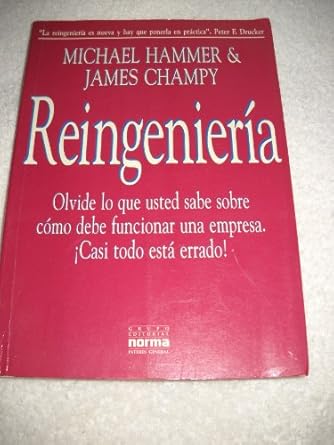 "La reingeniería es nueva y hay que ponerla en práctica". Peter F. Drucker
MICHAEL HAMMER &
JAMES CHAMPY
Reingeniería
Olvide lo que usted sabe sobre
cómo debe funcionar una empresa.
¡Casi todo está errado!
GRUPO
EDITORIAL
norma
INTERÉS GENERAL